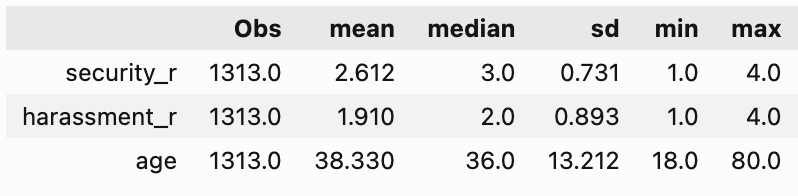 Obs mean median sd min max
security_r 1313.0 2.612 3.0 0.731 1.0 4.0
harassment_r 1313.0 1.910 2.0 0.893 1.0 4.0
age 1313.0 38.330 36.0 13.212 18.0 80.0